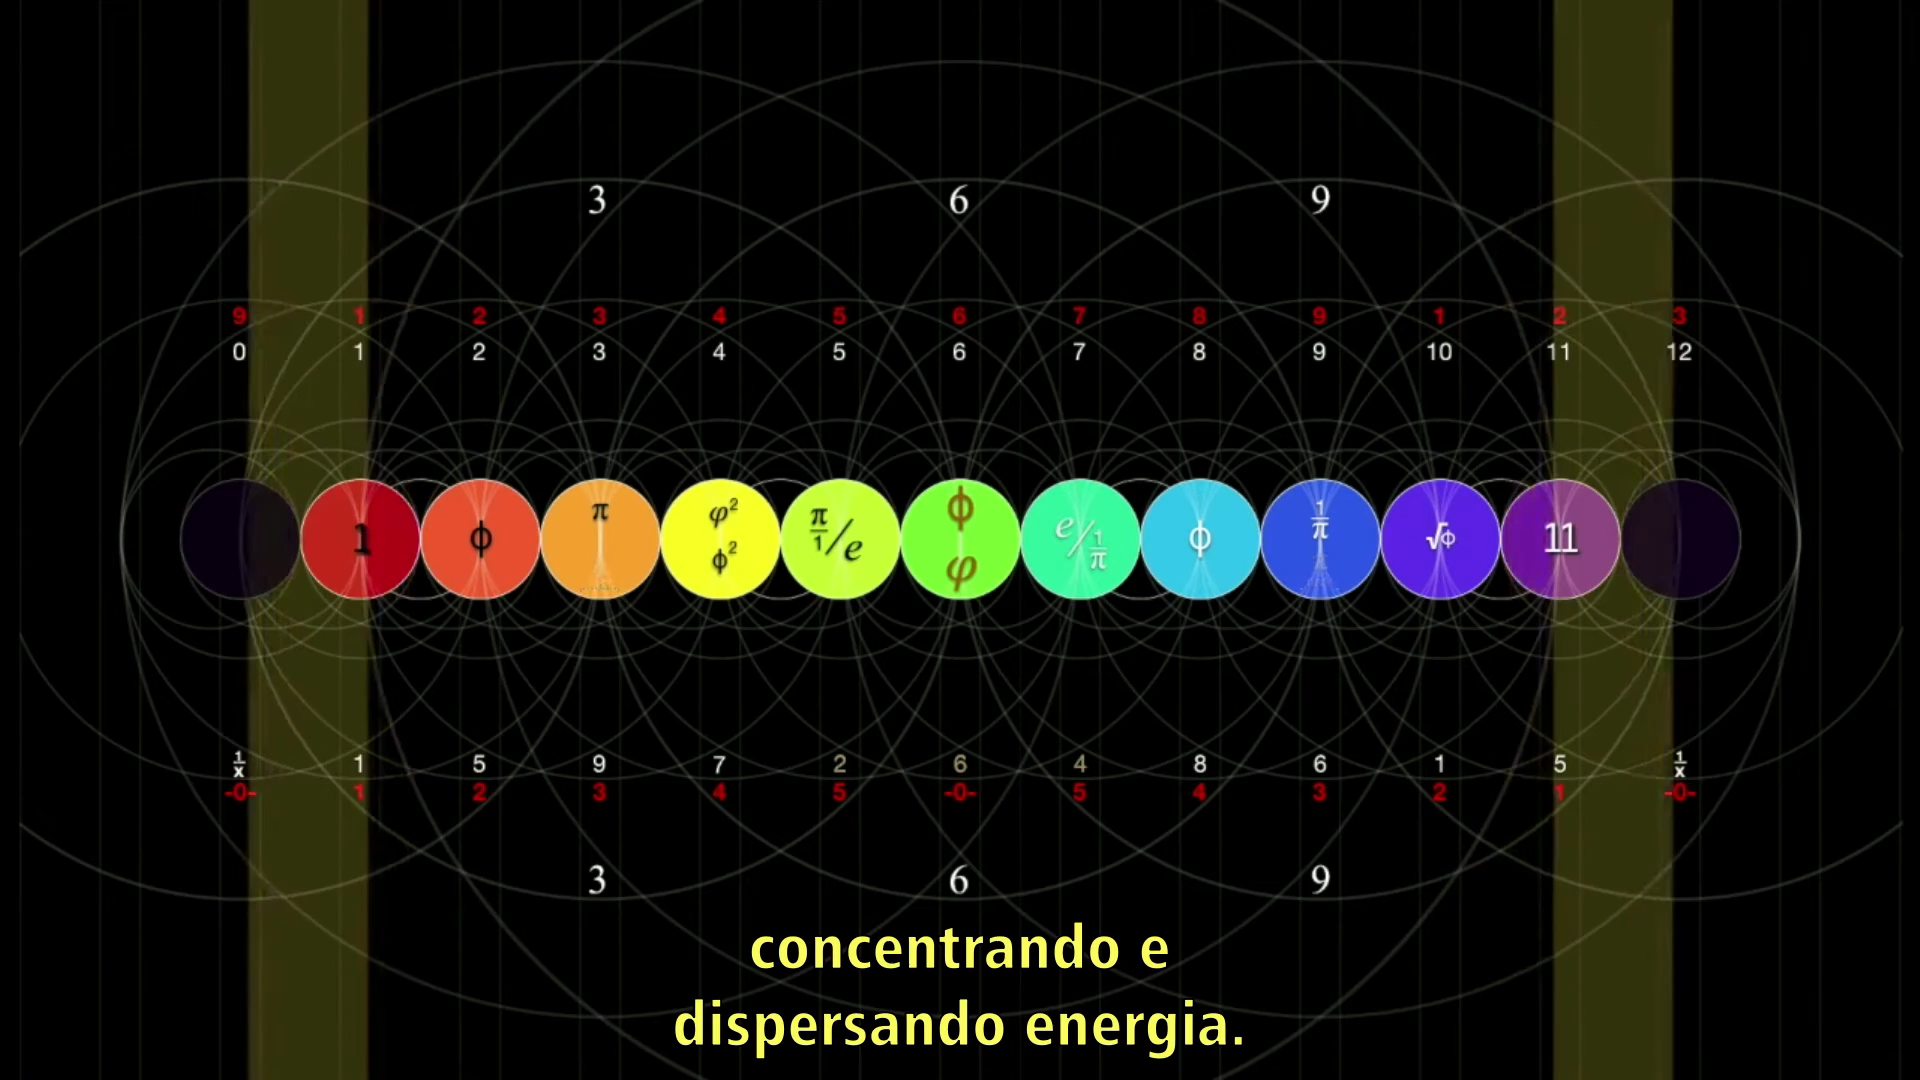 3 6 9
9 1 2 3 4 5 6 7 8 9 1 2 3
0 1 2 3 4 5 6 7 8 9 10 11 12
1 ϕ π φ² ϕ² π/1/e ϕ φ e/1/π ϕ 1/π √ϕ 11
1/x 1 5 9 7 2 6 4 8 6 1 5 1/x
-0- 1 2 3 4 5 -0- 5 4 3 2 1 -0-
3 6 9
concentrando e
dispersando energia.